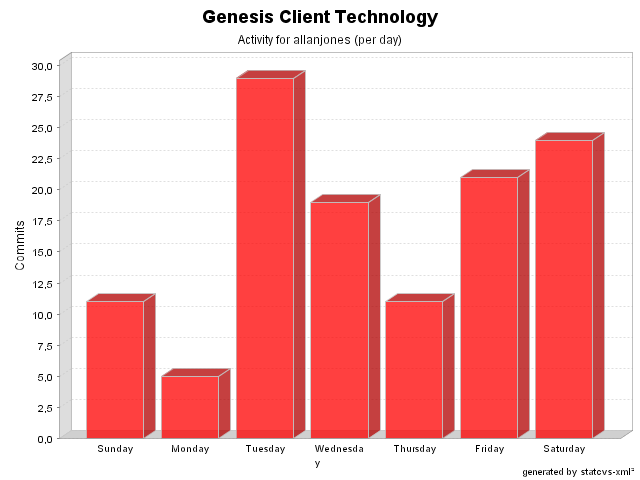 Genesis Client Technology
Activity for allanjones (per day)
30,0
27,5
25,0
22,5
20,0
17,5
15,0
12,5
10,0
7,5
5,0
2,5
0,0
Commits
Sunday Monday Tuesday Wednesda Thursday Friday Saturday
y
generated by statcvs-xml²